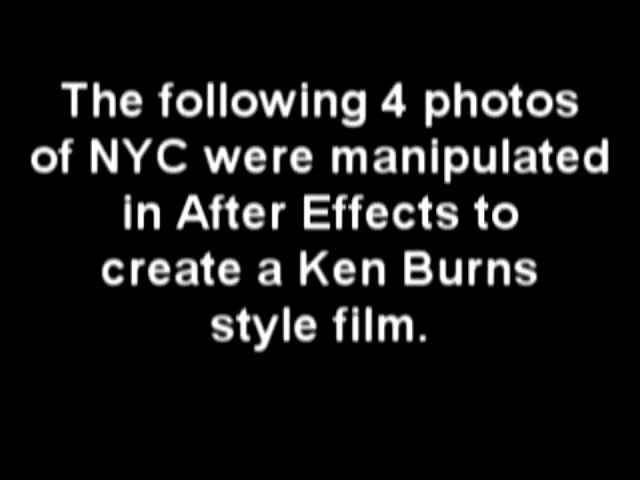 The following 4 photos
of NYC were manipulated
in After Effects to
create a Ken Burns
style film.